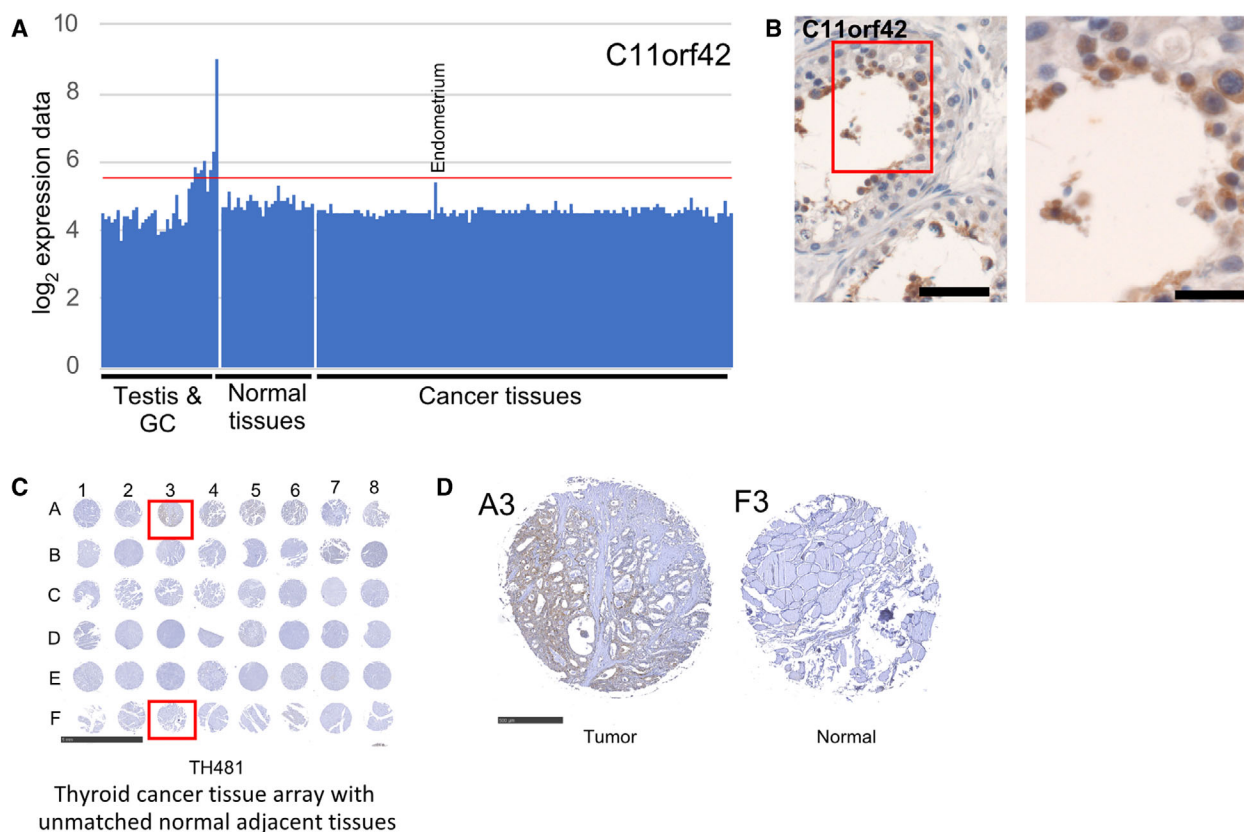 A
C11orf42
log2 expression data
10
8
6
4
2
0
Endometrium
Testis &
GC
Normal
tissues
Cancer tissues
B
C11orf42
C
1 2 3 4 5 6 7 8
A
B
C
D
E
F
TH481
Thyroid cancer tissue array with
unmatched normal adjacent tissues
D
A3
F3
Tumor
Normal